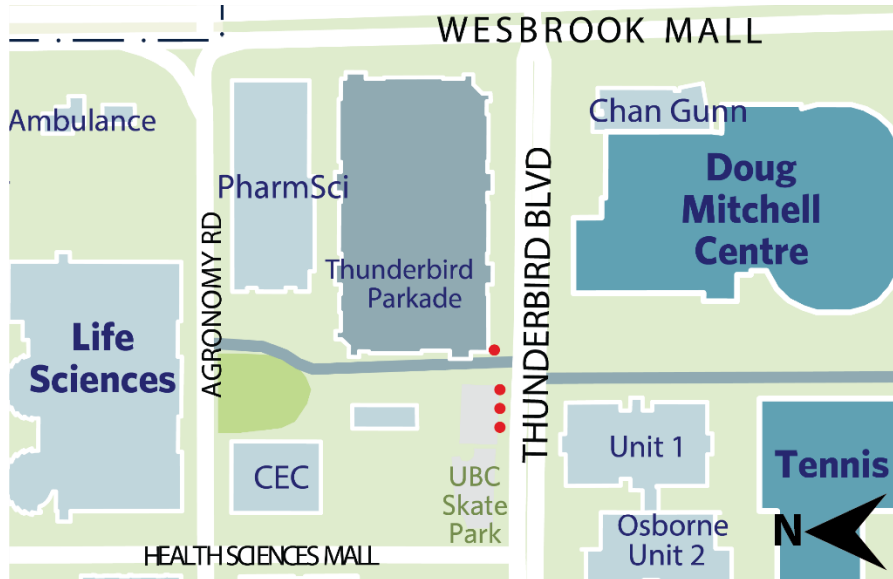 WESBROOK MALL
Ambulance
Chan Gunn
PharmSci
Doug
Mitchell
Centre
THUNDERBIRD BLVD
AGRONOMY RD
Thunderbird
Parkade
Life
Sciences
Unit 1
CEC
UBC
Skate
Park
Tennis
N
Osborne
Unit 2
HEALTH SCIENCES MALL